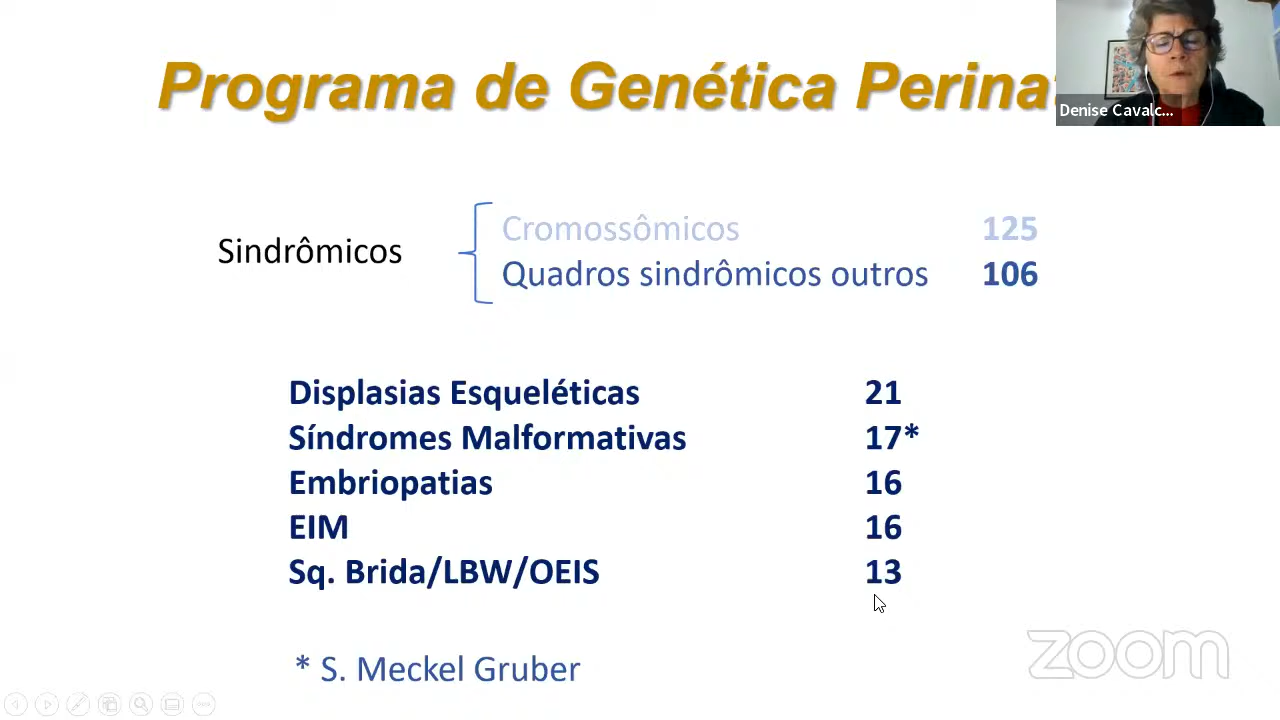 Programa de Genética Perina
Denise Cavalc...
Sindrômicos
Cromossômicos 125
Quadros sindrômicos outros 106
Displasias Esqueléticas 21
Síndromes Malformativas 17*
Embriopatias 16
EIM 16
Sq. Brida/LBW/OEIS 13
* S. Meckel Gruber
zoom